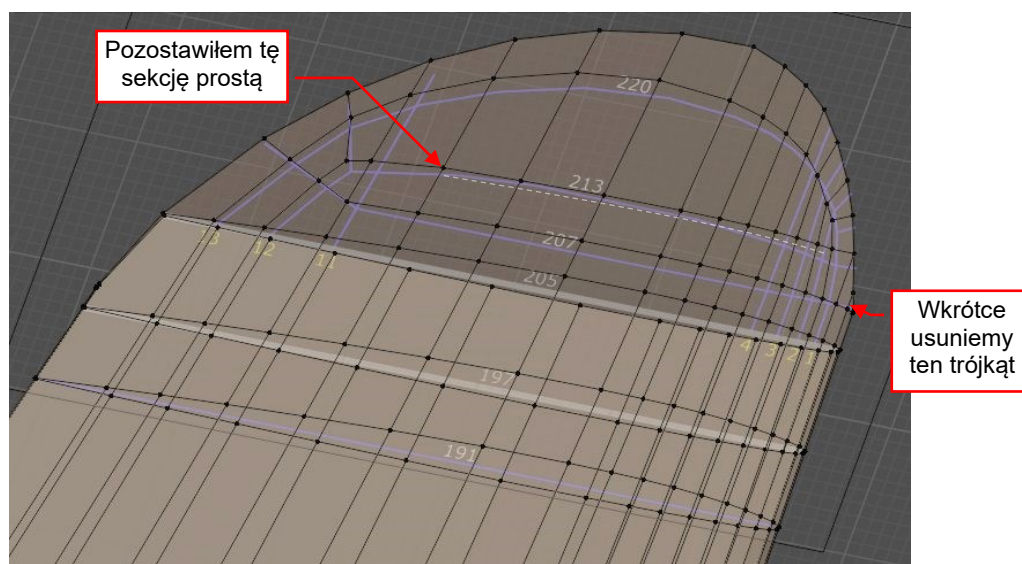 Pozostawiłem tę
sekcję prostą
220
213
207
205
13
12
11
4 3 2 1
197
191
Wkrótce
usuniemy
ten trójkąt